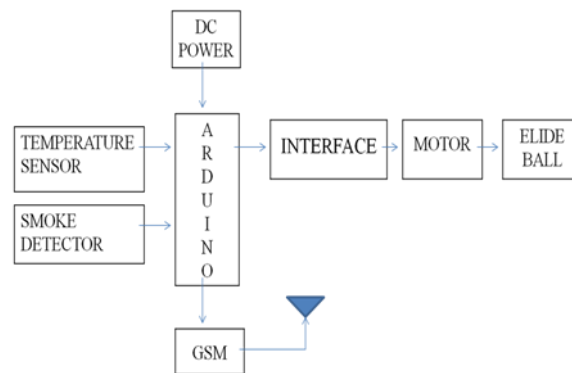 DC
POWER
TEMPERATURE
SENSOR
SMOKE
DETECTOR
A
R
D
U
I
N
O
INTERFACE
MOTOR
ELIDE
BALL
GSM